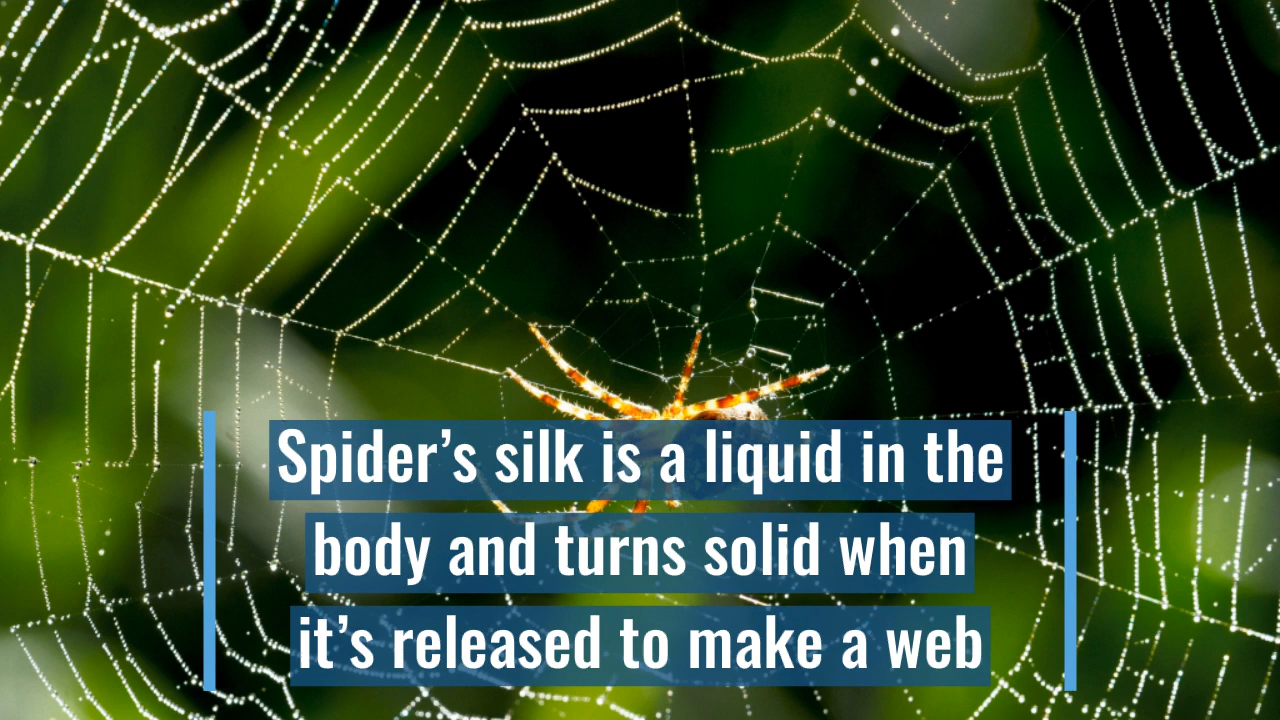 Spider’s silk is a liquid in the
body and turns solid when
it’s released to make a web